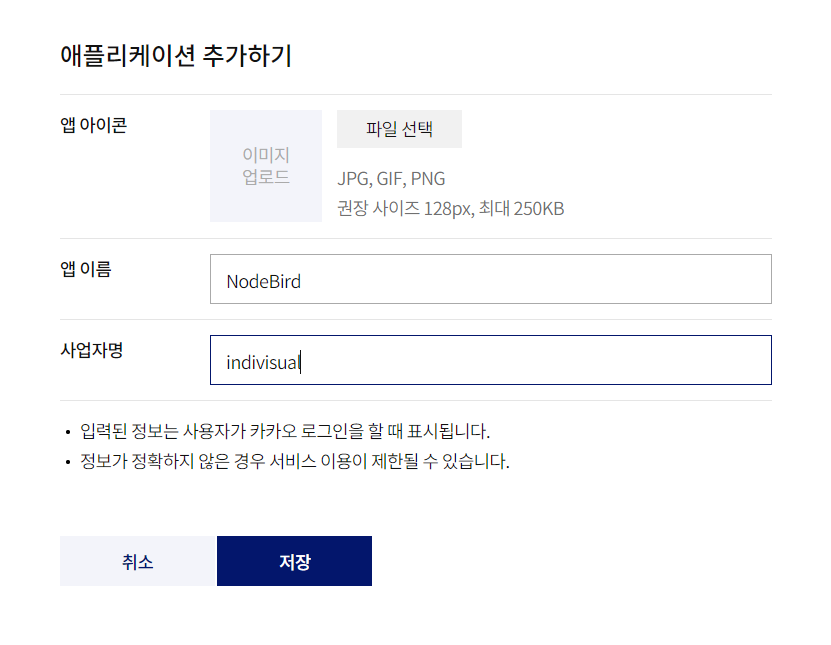 애플리케이션 추가하기
앱 아이콘
이미지
업로드
파일 선택
JPG, GIF, PNG
권장 사이즈 128px, 최대 250KB
앱 이름
NodeBird
사업자명
indivisual
• 입력된 정보는 사용자가 카카오 로그인을 할 때 표시됩니다.
• 정보가 정확하지 않은 경우 서비스 이용이 제한될 수 있습니다.
취소
저장